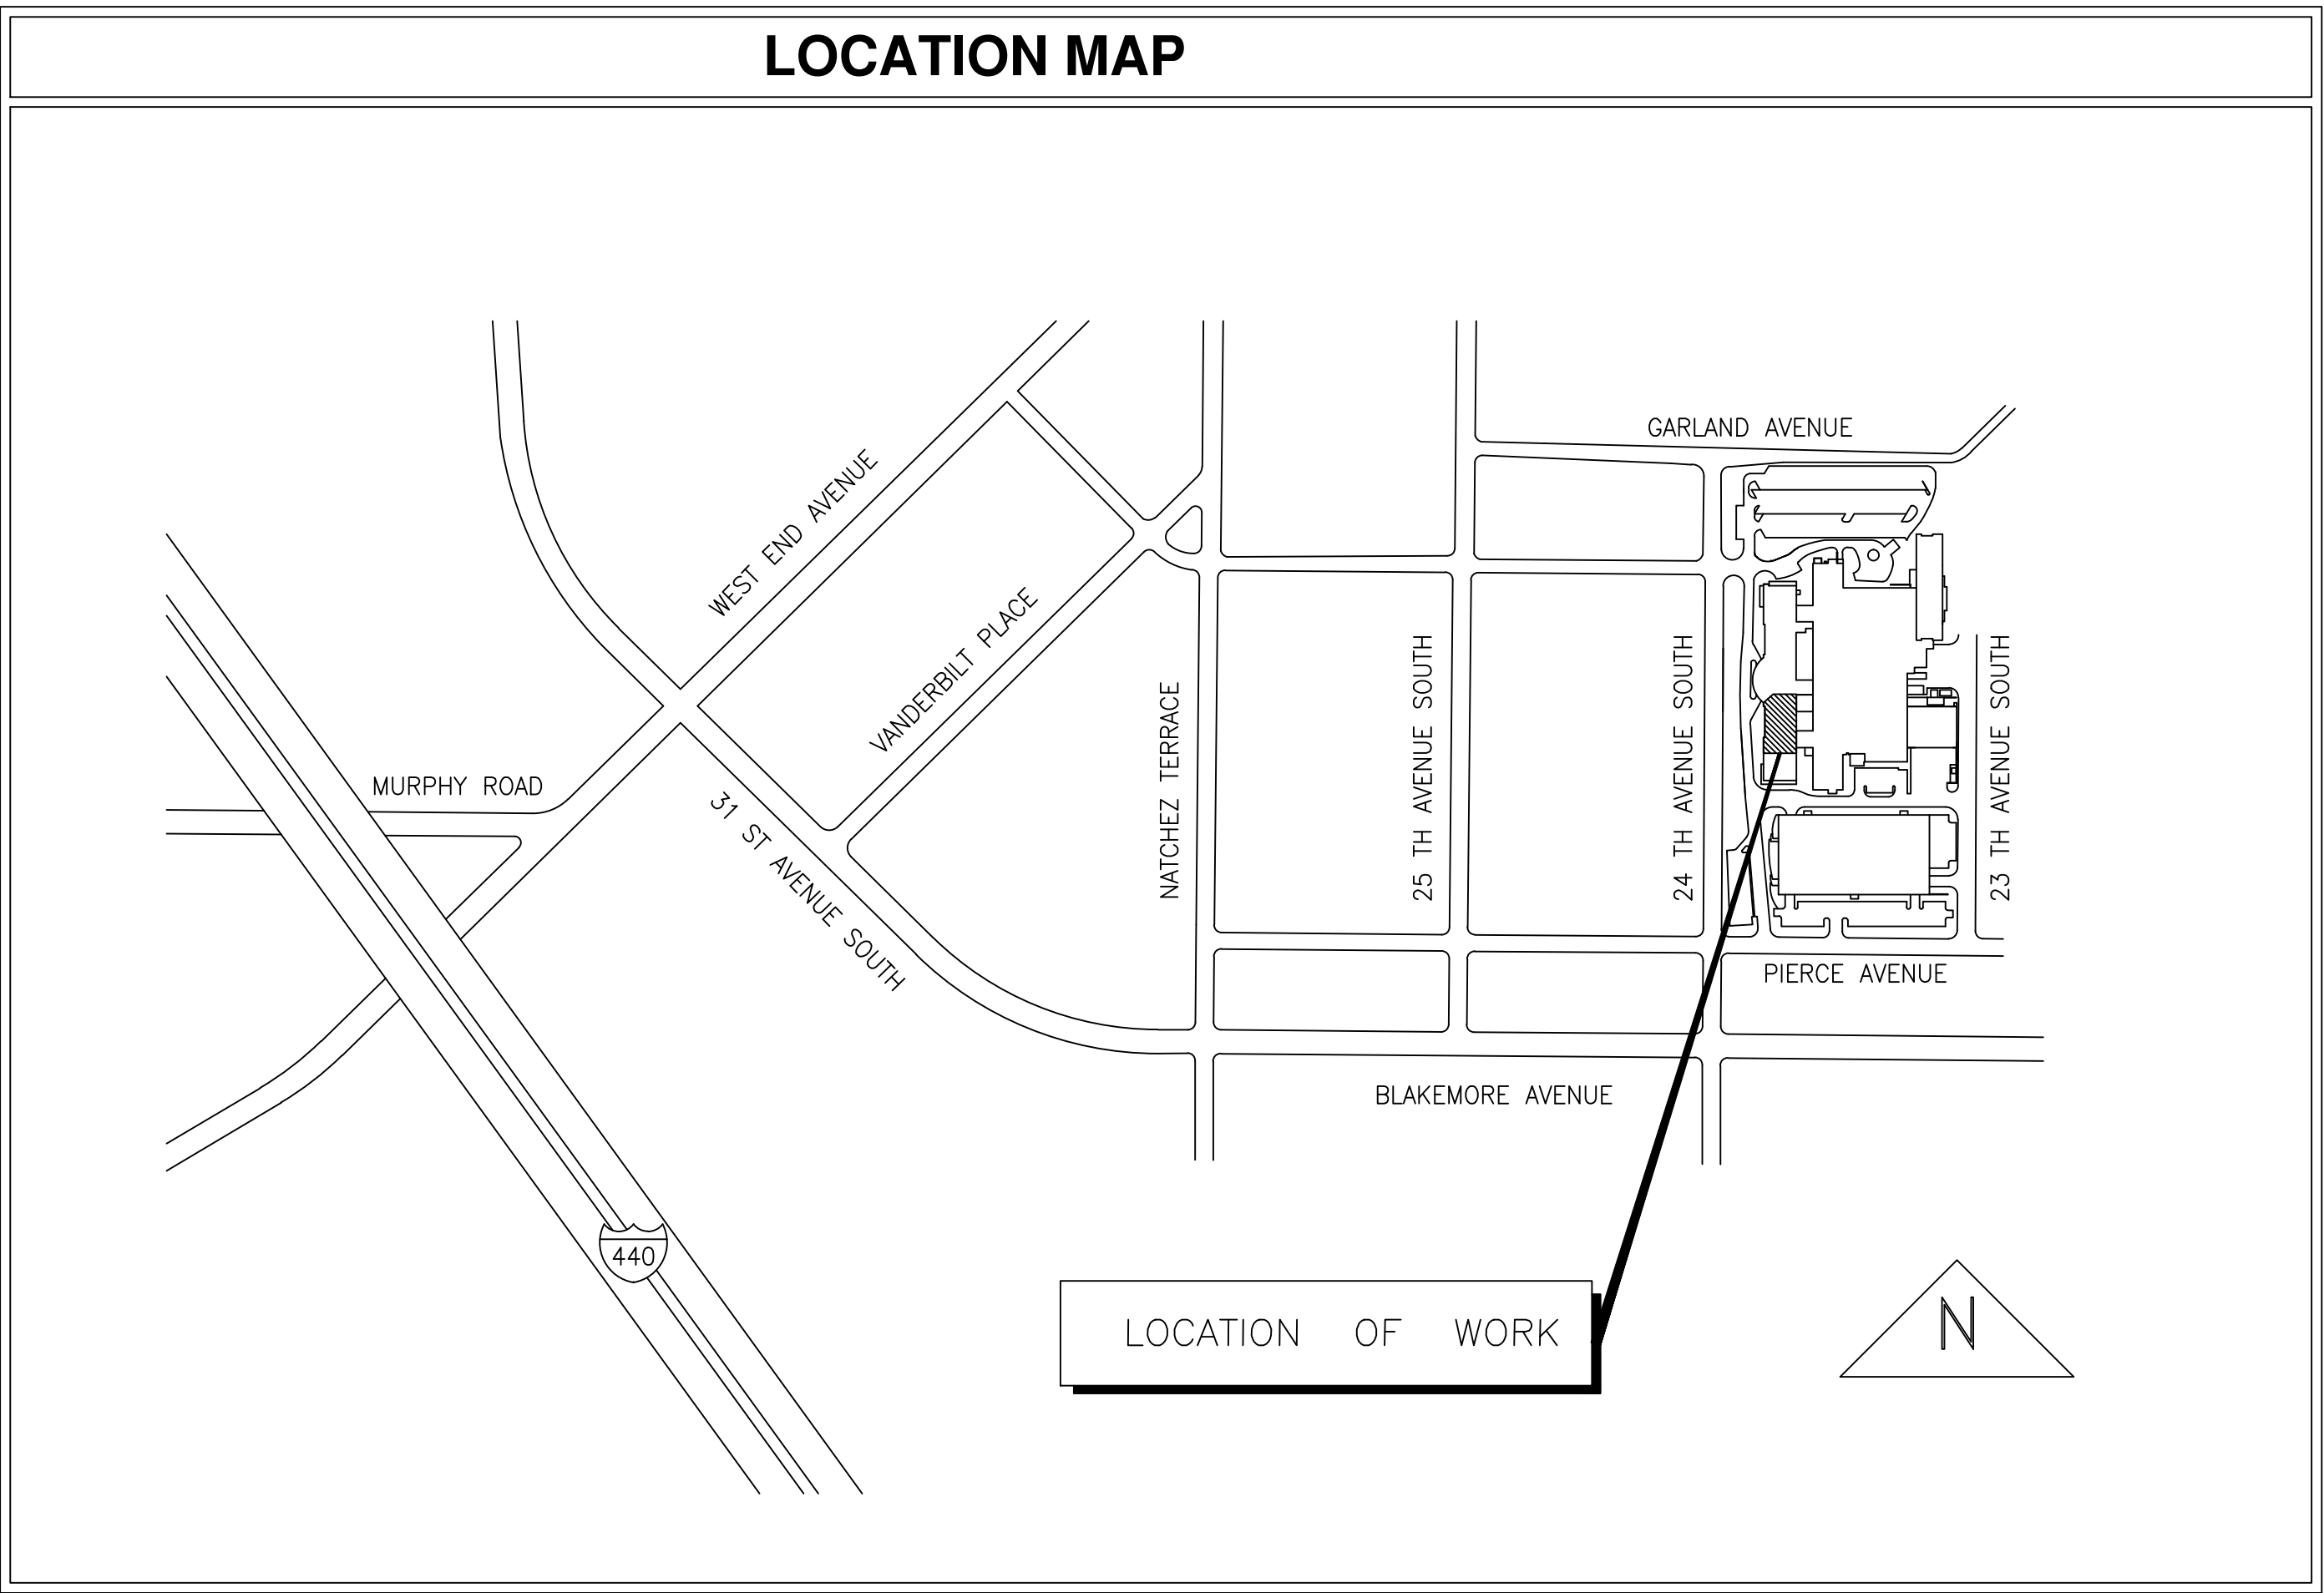 LOCATION MAP
GARLAND AVENUE
WEST END AVENUE
VANDERBILT PLACE
MURPHY ROAD
31 ST AVENUE SOUTH
NATCHEZ TERRACE
25 TH AVENUE SOUTH
24 TH AVENUE SOUTH
23 TH AVENUE SOUTH
PIERCE AVENUE
BLAKEMORE AVENUE
440
LOCATION OF WORK
N